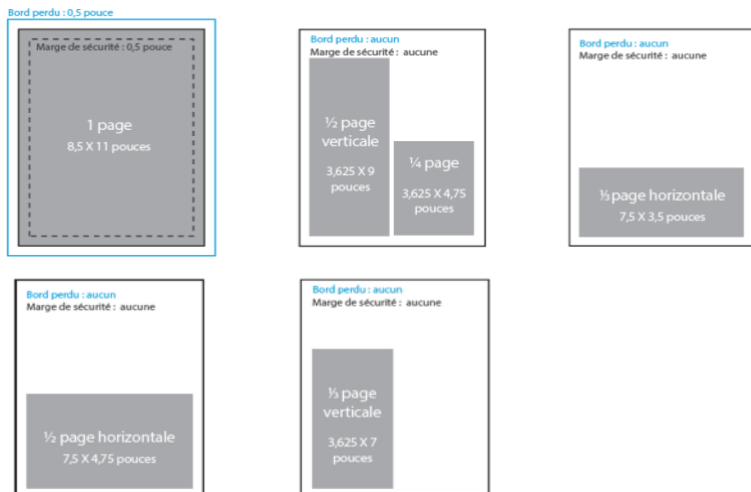 Bord perdu : 0,5 pouce
Marge de sécurité : 0,5 pouce
1 page
8,5 X 11 pouces
Bord perdu : aucun
Marge de sécurité : aucune
½ page
verticale
3,625 X 9
pouces
¼ page
3,625 X 4,75
pouces
Bord perdu : aucun
Marge de sécurité : aucune
⅓ page horizontale
7,5 X 3,5 pouces
Bord perdu : aucun
Marge de sécurité : aucune
½ page horizontale
7,5 X 4,75 pouces
Bord perdu : aucun
Marge de sécurité : aucune
⅓ page
verticale
3,625 X 7
pouces